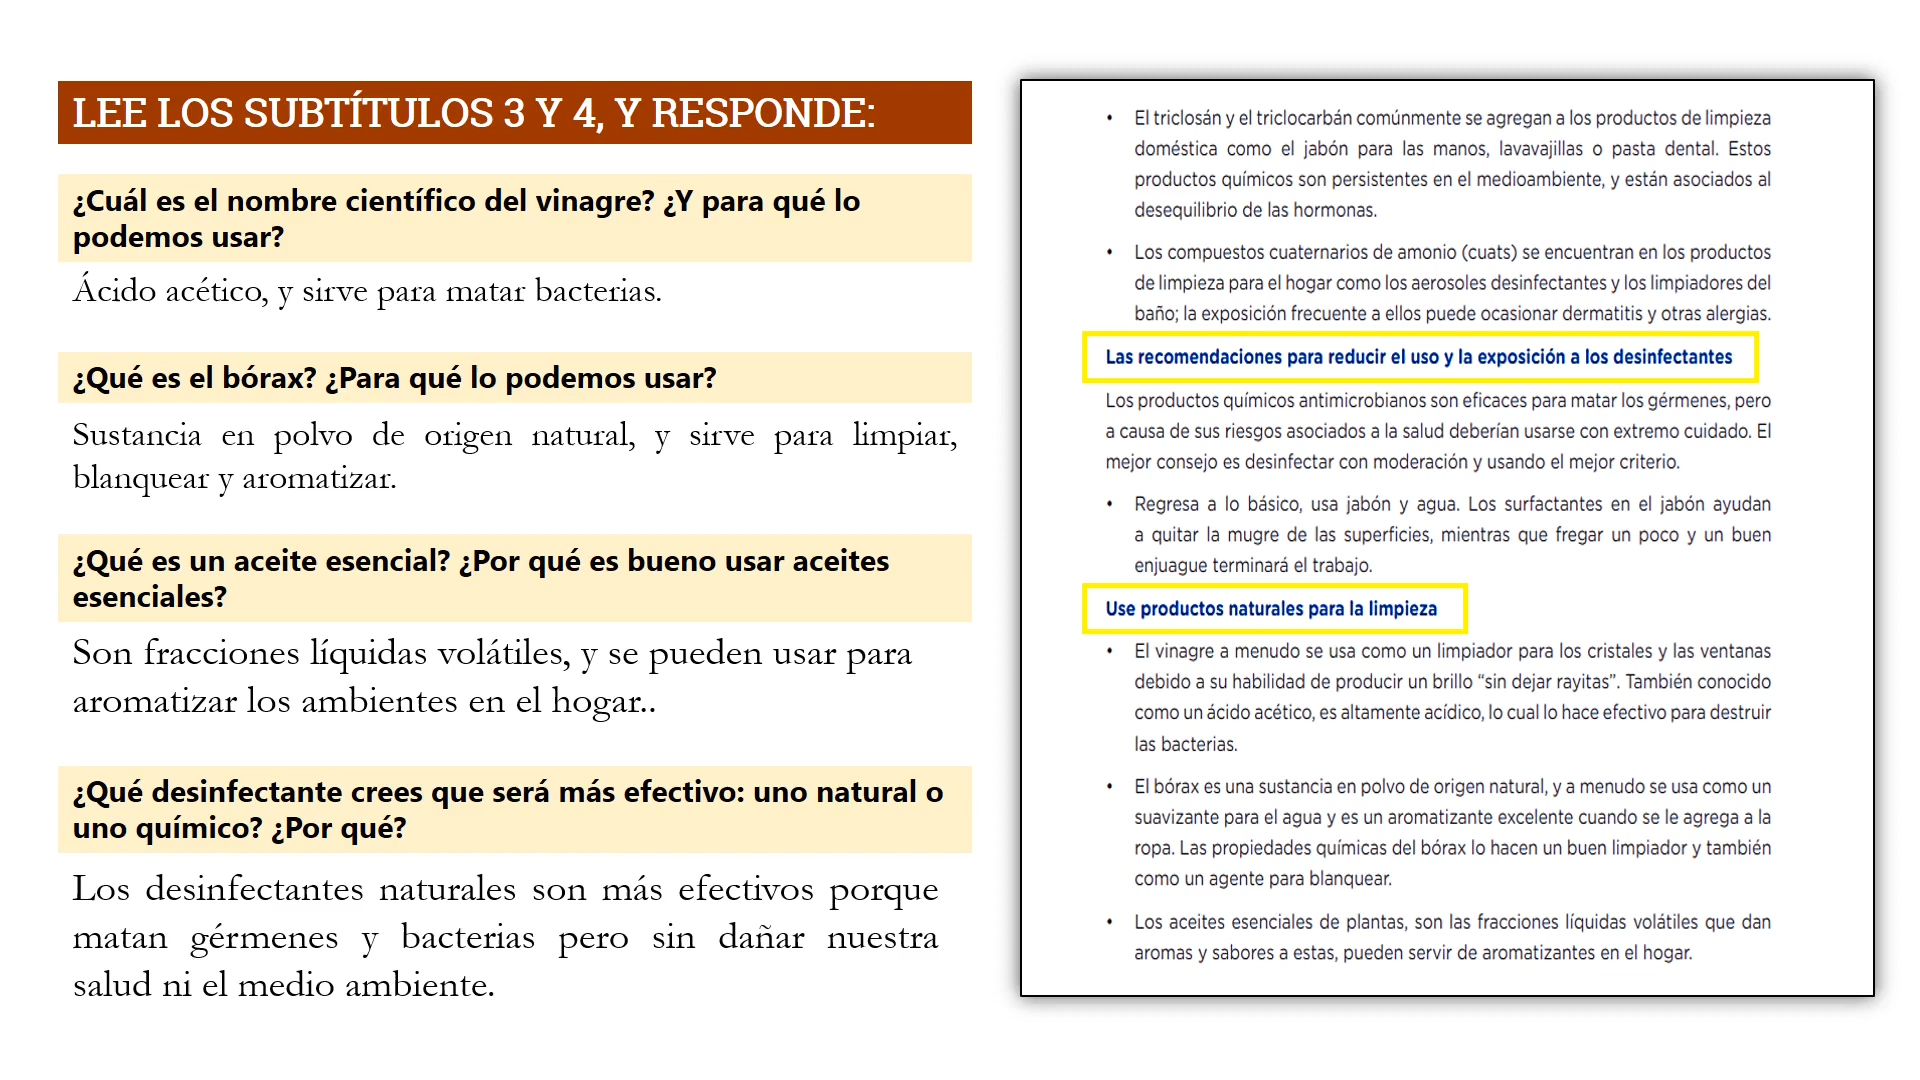 LEE LOS SUBTÍTULOS 3 Y 4, Y RESPONDE:
¿Cuál es el nombre científico del vinagre? ¿Y para qué lo
podemos usar?
Ácido acético, y sirve para matar bacterias.
¿Qué es el bórax? ¿Para qué lo podemos usar?
Sustancia en polvo de origen natural, y sirve para limpiar,
blanquear y aromatizar.
¿Qué es un aceite esencial? ¿Por qué es bueno usar aceites
esenciales?
Son fracciones líquidas volátiles, y se pueden usar para
aromatizar los ambientes en el hogar..
¿Qué desinfectante crees que será más efectivo: uno natural o
uno químico? ¿Por qué?
Los desinfectantes naturales son más efectivos porque
matan gérmenes y bacterias pero sin dañar nuestra
salud ni el medio ambiente.
• El triclosán y el triclocarbán comúnmente se agregan a los productos de limpieza
doméstica como el jabón para las manos, lavavajillas o pasta dental. Estos
productos químicos son persistentes en el medioambiente, y están asociados al
desequilibrio de las hormonas.
• Los compuestos cuaternarios de amonio (cuats) se encuentran en los productos
de limpieza para el hogar como los aerosoles desinfectantes y los limpiadores del
baño; la exposición frecuente a ellos puede ocasionar dermatitis y otras alergias.
Las recomendaciones para reducir el uso y la exposición a los desinfectantes
Los productos químicos antimicrobianos son eficaces para matar los gérmenes, pero
a causa de sus riesgos asociados a la salud deberían usarse con extremo cuidado. El
mejor consejo es desinfectar con moderación y usando el mejor criterio.
• Regresa a lo básico, usa jabón y agua. Los surfactantes en el jabón ayudan
a quitar la mugre de las superficies, mientras que fregar un poco y un buen
enjuague terminará el trabajo.
Use productos naturales para la limpieza
• El vinagre a menudo se usa como un limpiador para los cristales y las ventanas
debido a su habilidad de producir un brillo “sin dejar rayitas”. También conocido
como un ácido acético, es altamente acídico, lo cual lo hace efectivo para destruir
las bacterias.
• El bórax es una sustancia en polvo de origen natural, y a menudo se usa como un
suavizante para el agua y es un aromatizante excelente cuando se le agrega a la
ropa. Las propiedades químicas del bórax lo hacen un buen limpiador y también
como un agente para blanquear.
• Los aceites esenciales de plantas, son las fracciones líquidas volátiles que dan
aromas y sabores a estas, pueden servir de aromatizantes en el hogar.